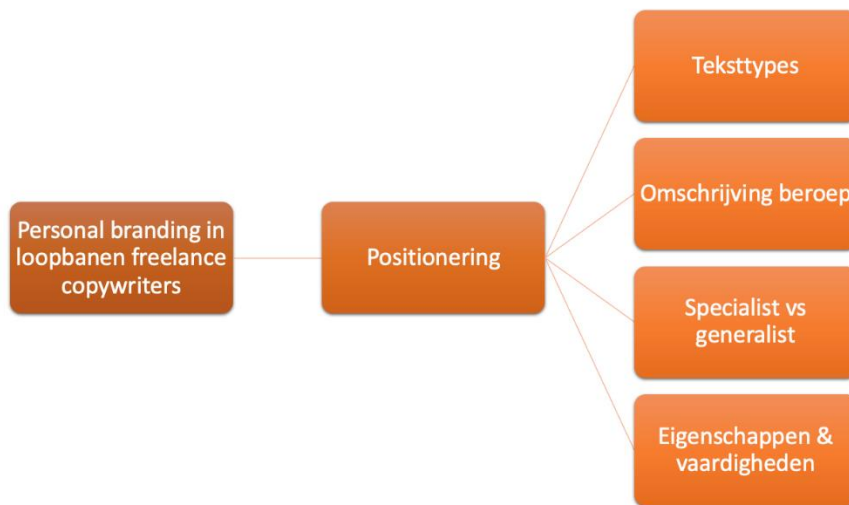 Teksttypes
Omschrijving beroep
Personal branding in
loopbanen freelance
copywriters
Positionering
Specialist vs
generalist
Eigenschappen &
vaardigheden